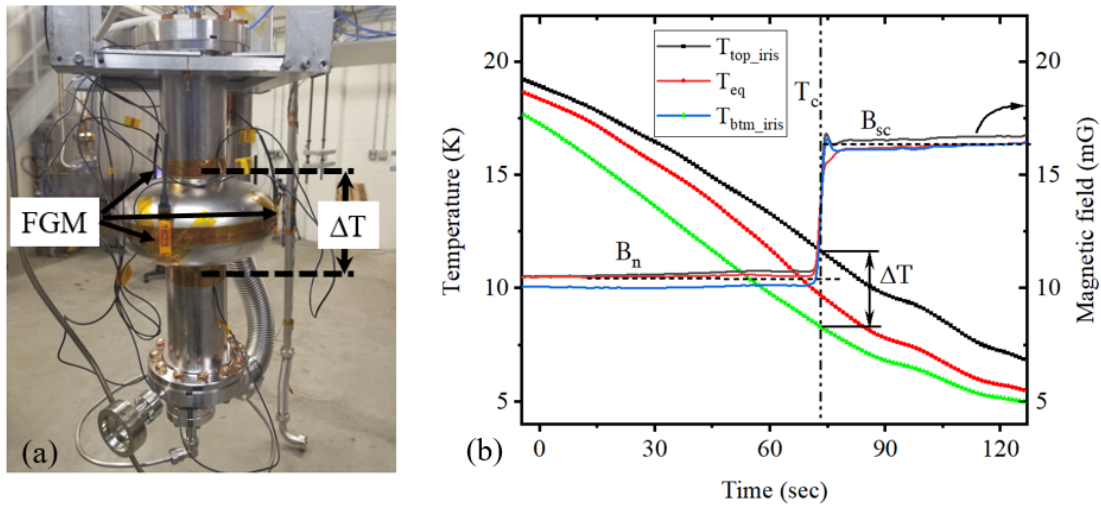 FGM
ΔT
(a)
T_top_iris
T_eq
T_btm_iris
T_c
B_sc
B_n
ΔT
20
15
10
5
Temperature (K)
20
15
10
5
Magnetic field (mG)
0
30
60
90
120
Time (sec)
(b)